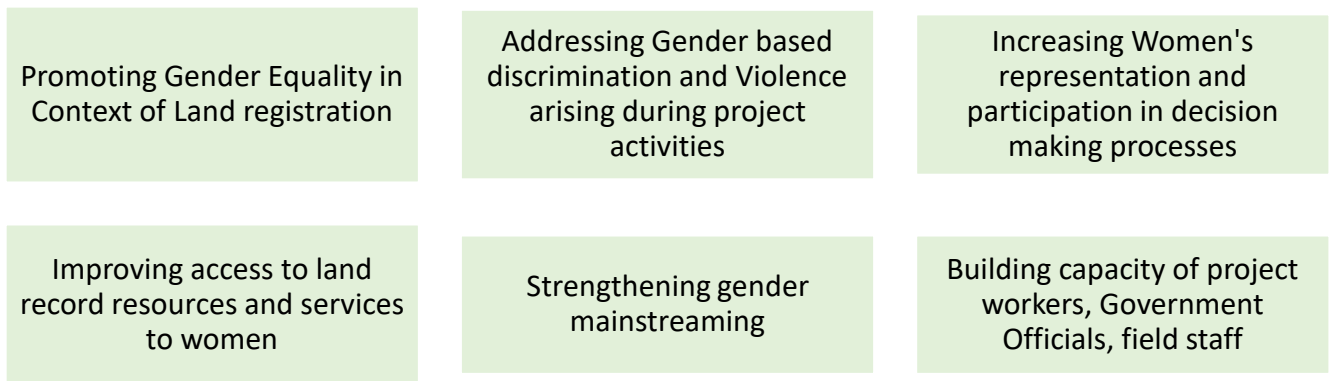 Promoting Gender Equality in
Context of Land registration
Addressing Gender based
discrimination and Violence
arising during project
activities
Increasing Women's
representation and
participation in decision
making processes
Improving access to land
record resources and services
to women
Strengthening gender
mainstreaming
Building capacity of project
workers, Government
Officials, field staff